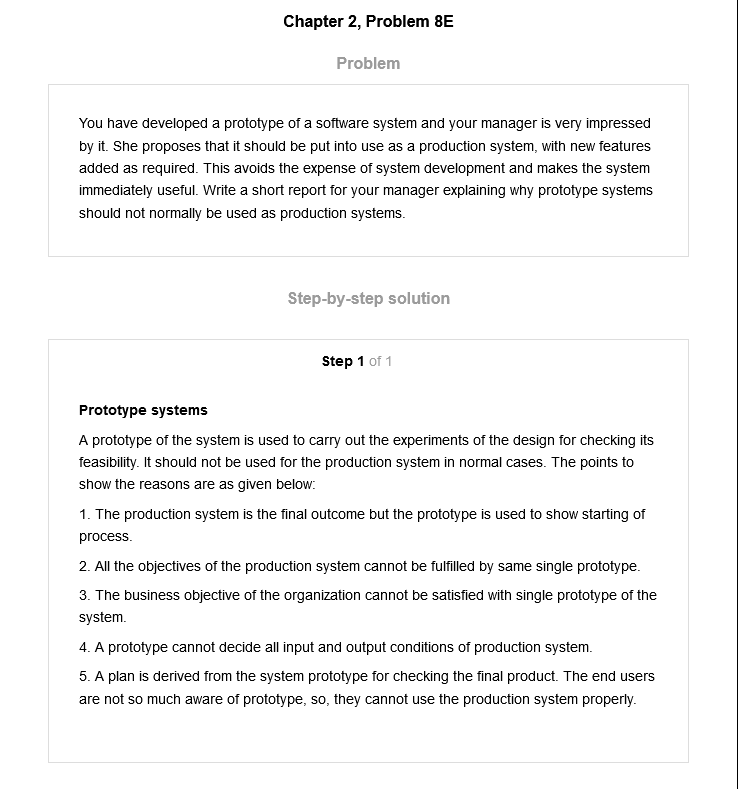 Chapter 2, Problem 8E
Problem
You have developed a prototype of a software system and your manager is very impressed
by it. She proposes that it should be put into use as a production system, with new features
added as required. This avoids the expense of system development and makes the system
immediately useful. Write a short report for your manager explaining why prototype systems
should not normally be used as production systems.
Step-by-step solution
Step 1 of 1
Prototype systems
A prototype of the system is used to carry out the experiments of the design for checking its
feasibility. It should not be used for the production system in normal cases. The points to
show the reasons are as given below:
1. The production system is the final outcome but the prototype is used to show starting of
process.
2. All the objectives of the production system cannot be fulfilled by same single prototype.
3. The business objective of the organization cannot be satisfied with single prototype of the
system.
4. A prototype cannot decide all input and output conditions of production system.
5. A plan is derived from the system prototype for checking the final product. The end users
are not so much aware of prototype, so, they cannot use the production system properly.